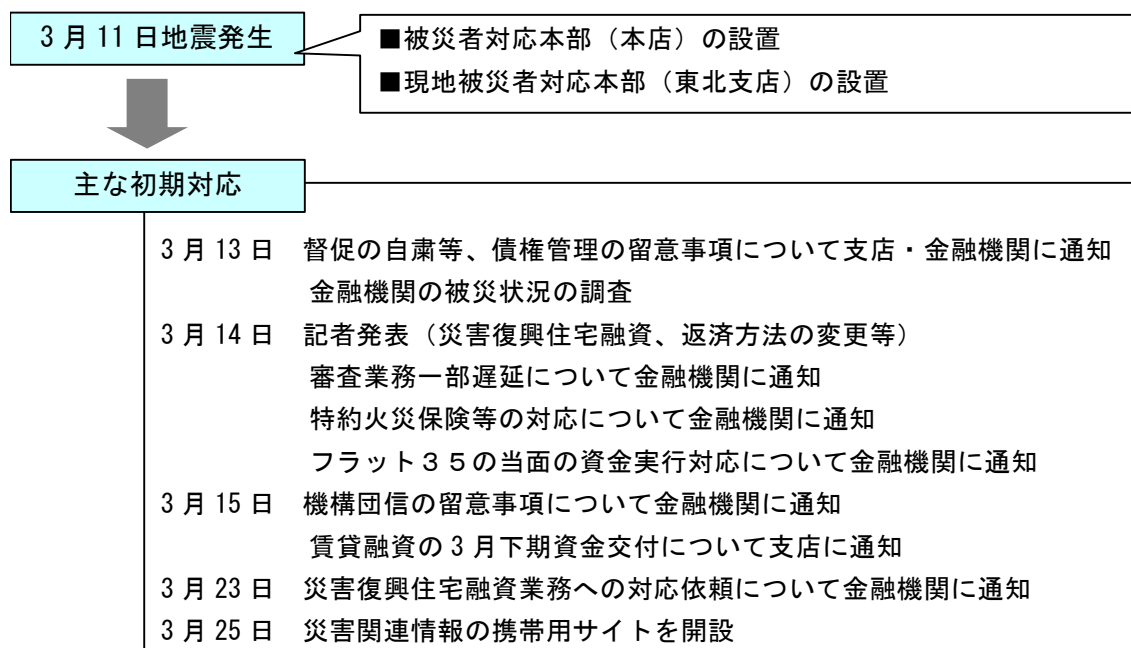 3月11日地震発生
■被災者対応本部（本店）の設置
■現地被災者対応本部（東北支店）の設置
主な初期対応
3月13日 督促の自粛等、債権管理の留意事項について支店・金融機関に通知
金融機関の被災状況の調査
3月14日 記者発表（災害復興住宅融資、返済方法の変更等）
審査業務一部遅延について金融機関に通知
特約火災保険等の対応について金融機関に通知
フラット３５の当面の資金実行対応について金融機関に通知
3月15日 機構団信の留意事項について金融機関に通知
賃貸融資の3月下期資金交付について支店に通知
3月23日 災害復興住宅融資業務への対応依頼について金融機関に通知
3月25日 災害関連情報の携帯用サイトを開設